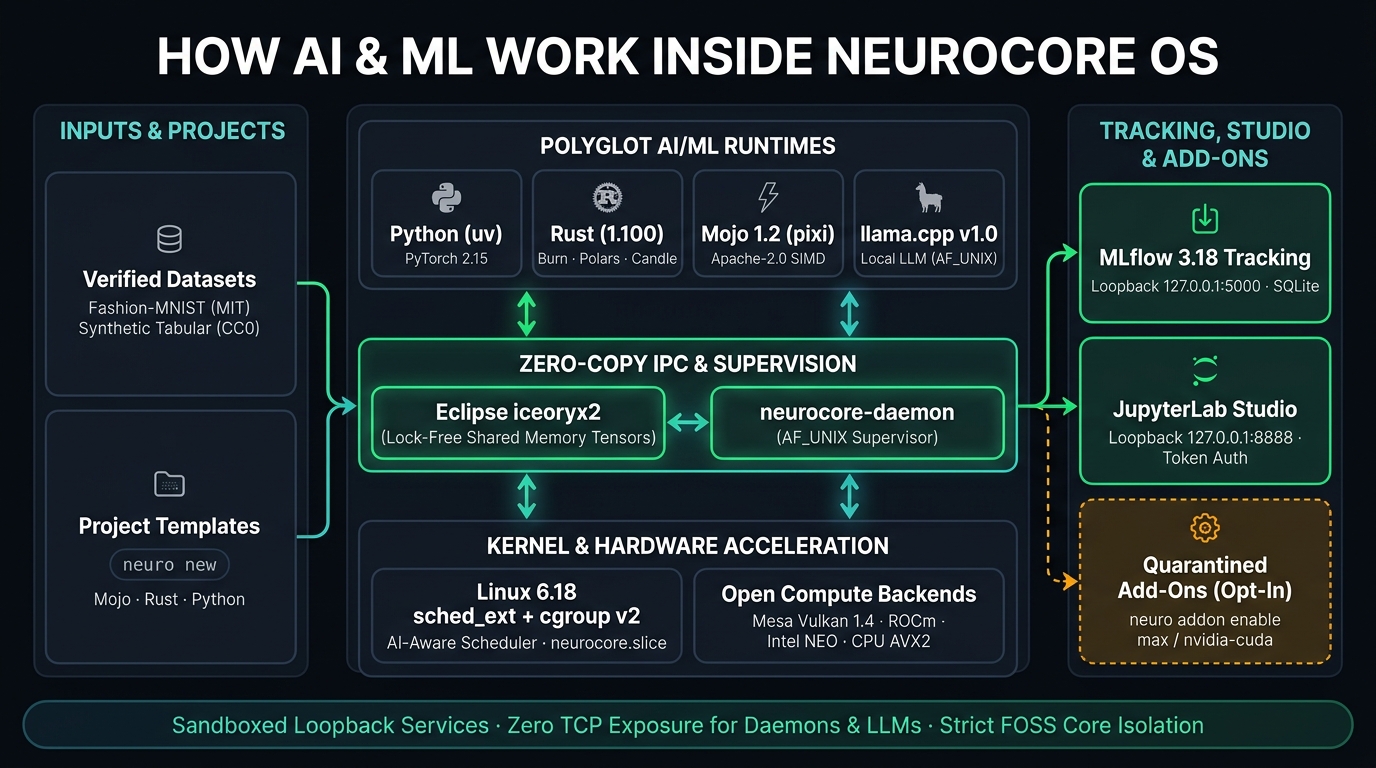 HOW AI & ML WORK INSIDE NEUROCORE OS
INPUTS & PROJECTS
Verified Datasets
Fashion-MNIST (MIT)
Synthetic Tabular (CC0)
Project Templates
neuro new
Mojo · Rust · Python
POLYGLOT AI/ML RUNTIMES
Python (uv)
PyTorch 2.15
Rust (1.100)
Burn · Polars · Candle
Mojo 1.2 (pixi)
Apache-2.0 SIMD
llama.cpp v1.0
Local LLM (AF_UNIX)
ZERO-COPY IPC & SUPERVISION
Eclipse iceoryx2
(Lock-Free Shared Memory Tensors)
neurocore-daemon
(AF_UNIX Supervisor)
KERNEL & HARDWARE ACCELERATION
Linux 6.18
sched_ext + cgroup v2
AI-Aware Scheduler · neurocore.slice
Open Compute Backends
Mesa Vulkan 1.4 · ROCm ·
Intel NEO · CPU AVX2
TRACKING, STUDIO
& ADD-ONS
MLflow 3.18 Tracking
Loopback 127.0.0.1:5000 · SQLite
JupyterLab Studio
Loopback 127.0.0.1:8888 ·
Token Auth
Quarantined
Add-Ons (Opt-In)
neuro addon enable
max / nvidia-cuda
Sandboxed Loopback Services · Zero TCP Exposure for Daemons & LLMs · Strict FOSS Core Isolation